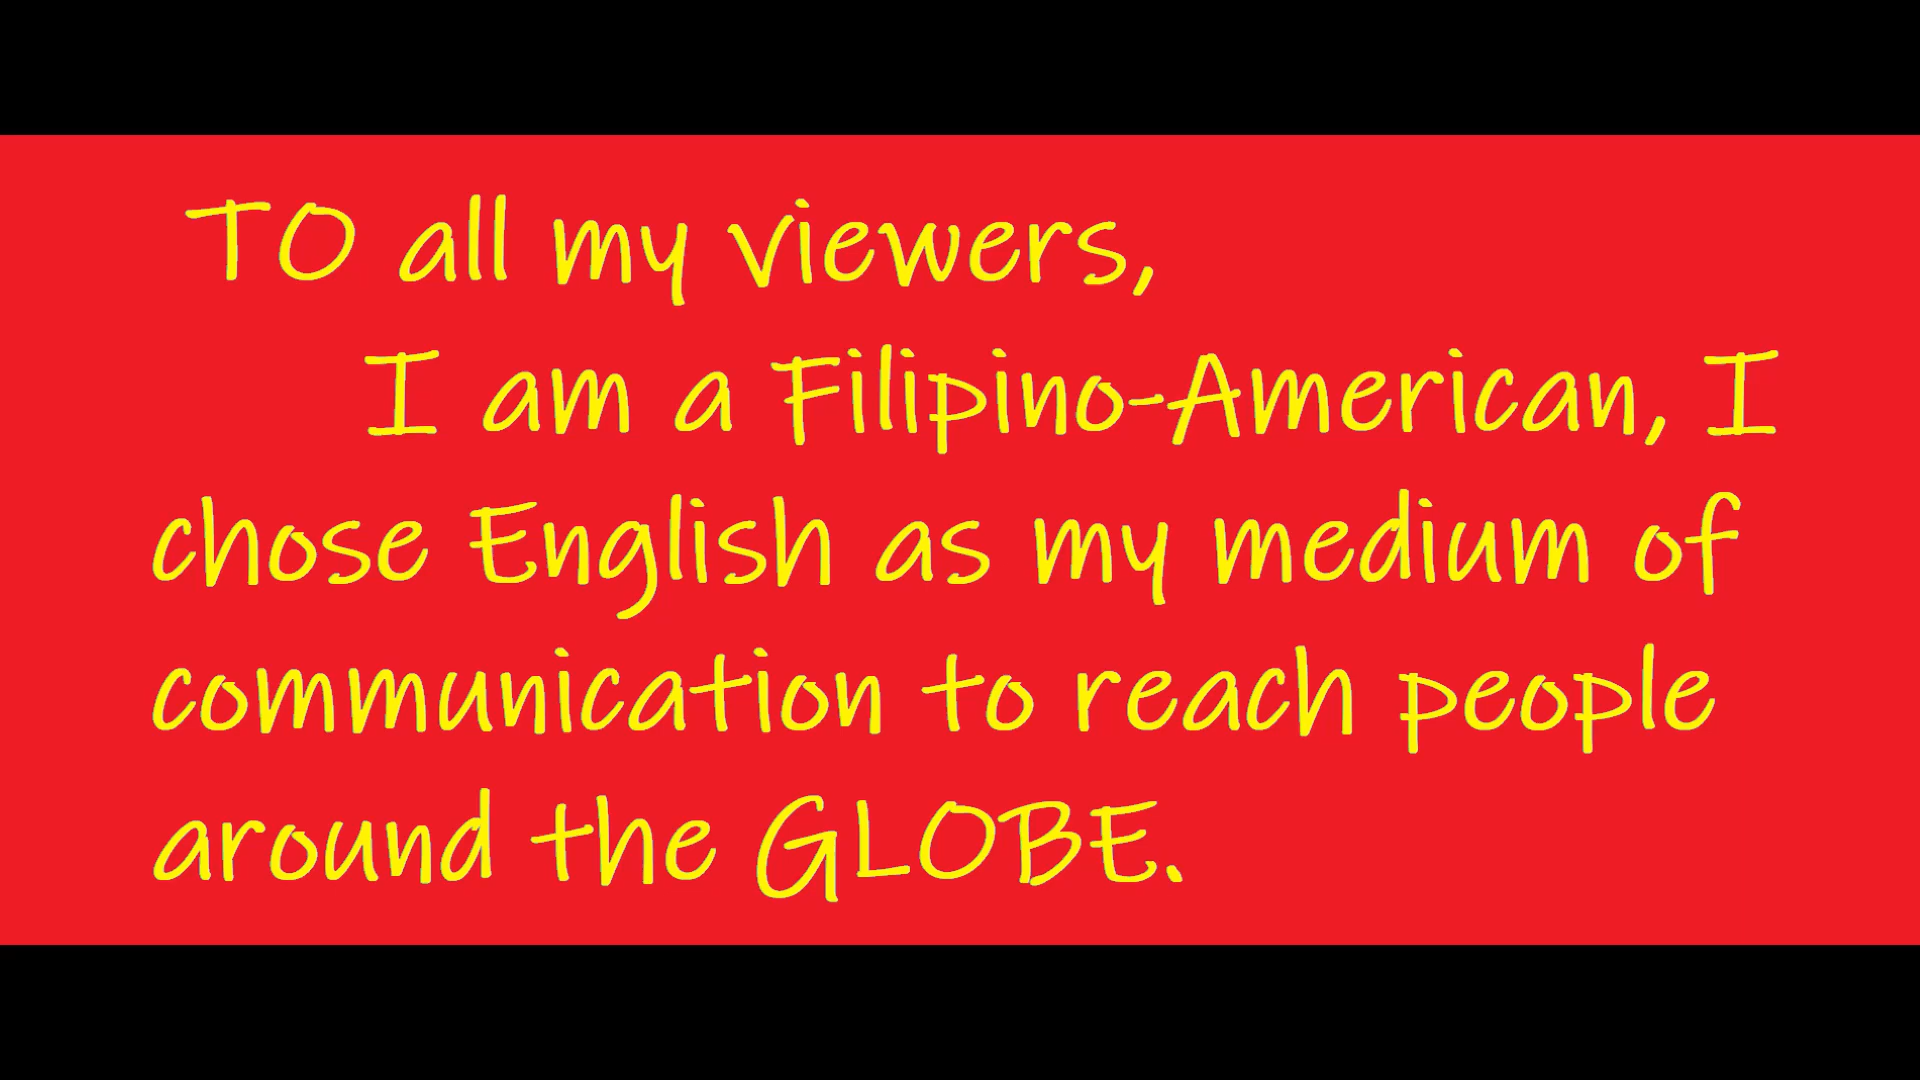 TO all my viewers,
I am a Filipino-American, I
chose English as my medium of
communication to reach people
around the GLOBE.